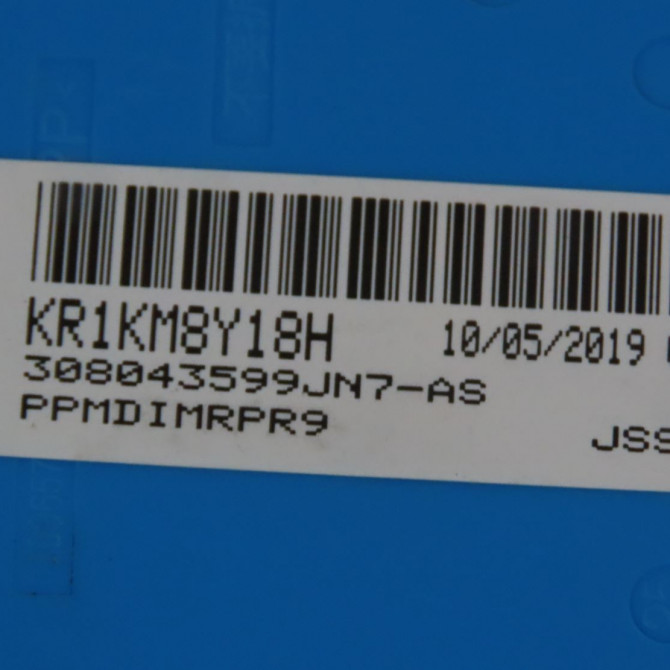 KR1KM8Y18H 10/05/2019
308043599JN7-AS
PPMDIMRPR9
JSS